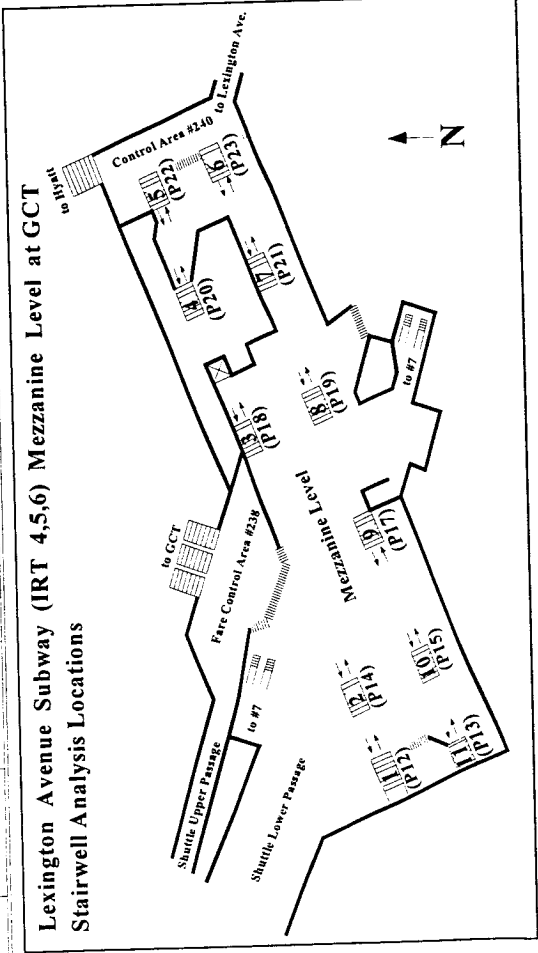 Lexington Avenue Subway (IRT 4,5,6) Mezzanine Level at GCT
Stairwell Analysis Locations
to Hyatt
Control Area #240
to Lexington Ave.
5
(P22)
6
(P23)
4
(P20)
7
(P21)
3
(P18)
8
(P19)
to GCT
Fare Control Area #238
to #7
Mezzanine Level
9
(P17)
N
Shuttle Upper Passage
to #7
Shuttle Lower Passage
2
(P14)
10
(P15)
1
(P12)
11
(P13)